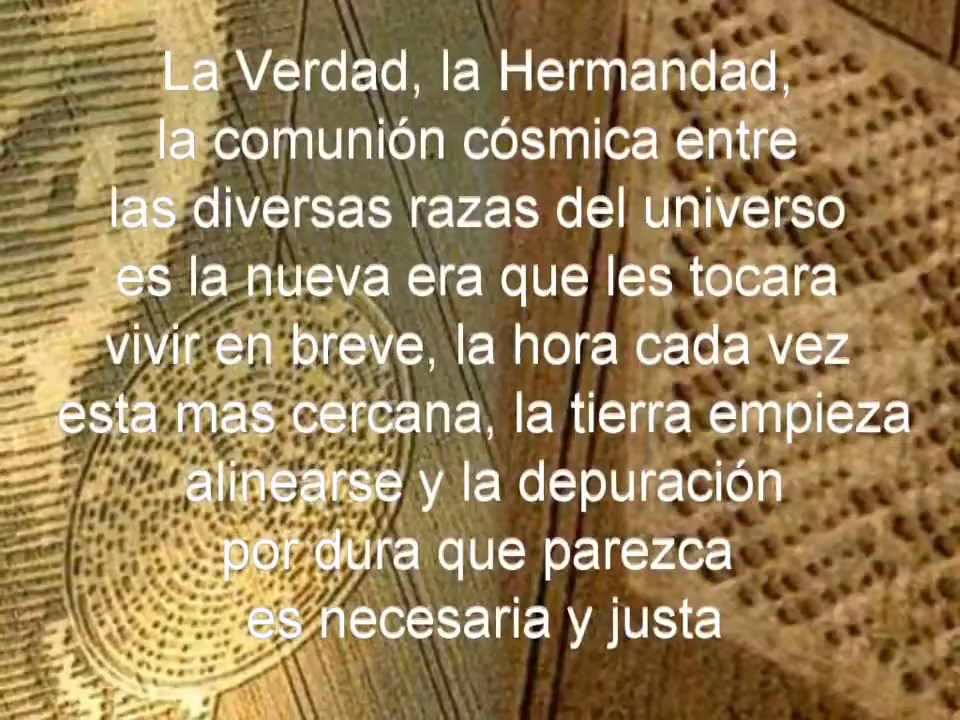 La Verdad, la Hermandad,
la comunión cósmica entre
las diversas razas del universo
es la nueva era que les tocara
vivir en breve, la hora cada vez
esta mas cercana, la tierra empieza
alinearse y la depuración
por dura que parezca
es necesaria y justa